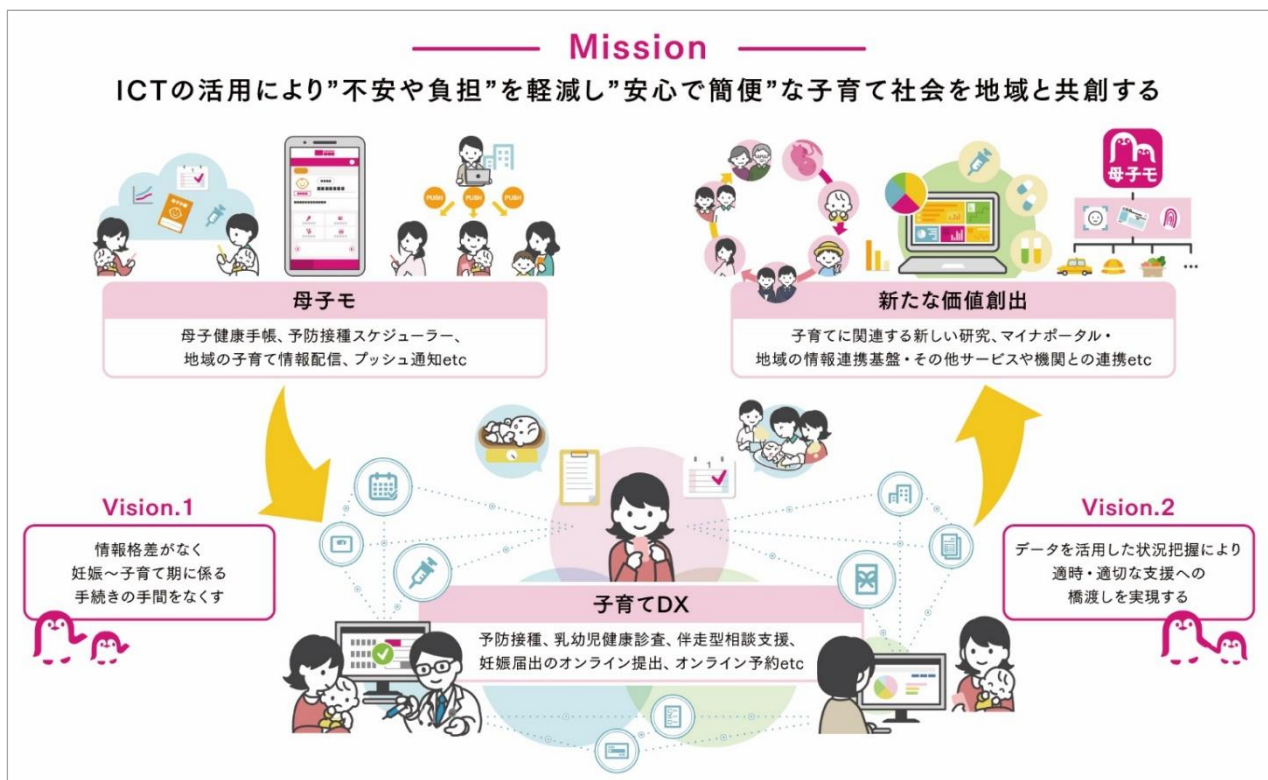 Mission
ICTの活用により”不安や負担”を軽減し”安心で簡便”な子育て社会を地域と共創する
PUSH
PUSH
PUSH
母子手帳
母子モ
母子モ
母子健康手帳、予防接種スケジューラー、
地域の子育て情報配信、プッシュ通知etc
新たな価値創出
子育てに関連する新しい研究、マイナポータル・
地域の情報連携基盤・その他サービスや機関との連携etc
1
Vision.1
情報格差がなく
妊娠～子育て期に係る
手続きの手間をなくす
Vision.2
データを活用した状況把握により
適時・適切な支援への
橋渡しを実現する
子育てDX
予防接種、乳幼児健康診査、伴走型相談支援、
妊娠届出のオンライン提出、オンライン予約etc